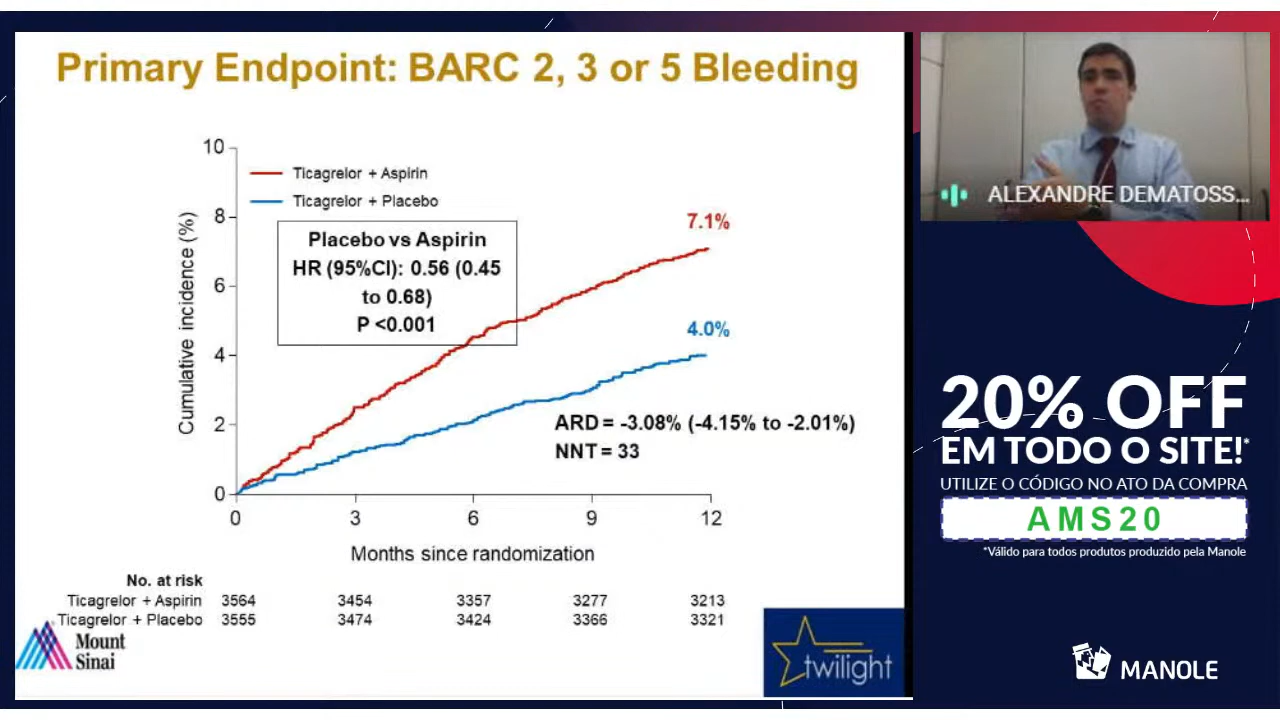 Primary Endpoint: BARC 2, 3 or 5 Bleeding
10
8
6
4
2
0
Cumulative incidence (%)
Ticagrelor + Aspirin
Ticagrelor + Placebo
Placebo vs Aspirin
HR (95%CI): 0.56 (0.45
to 0.68)
P <0.001
7.1%
4.0%
ARD = -3.08% (-4.15% to -2.01%)
NNT = 33
0 3 6 9 12
Months since randomization
No. at risk
Ticagrelor + Aspirin 3564 3454 3357 3277 3213
Ticagrelor + Placebo 3555 3474 3424 3366 3321
Mount
Sinai
twilight
ALEXANDRE DEMATOSS...
20% OFF
EM TODO O SITE!*
UTILIZE O CÓDIGO NO ATO DA COMPRA
AMS20
*Válido para todos produtos produzido pela Manole
MANOLE